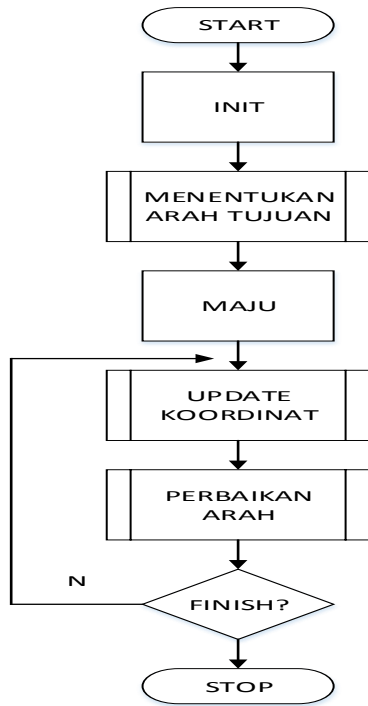 START
INIT
MENENTUKAN
ARAH TUJUAN
MAJU
UPDATE
KOORDINAT
PERBAIKAN
ARAH
N
FINISH?
STOP